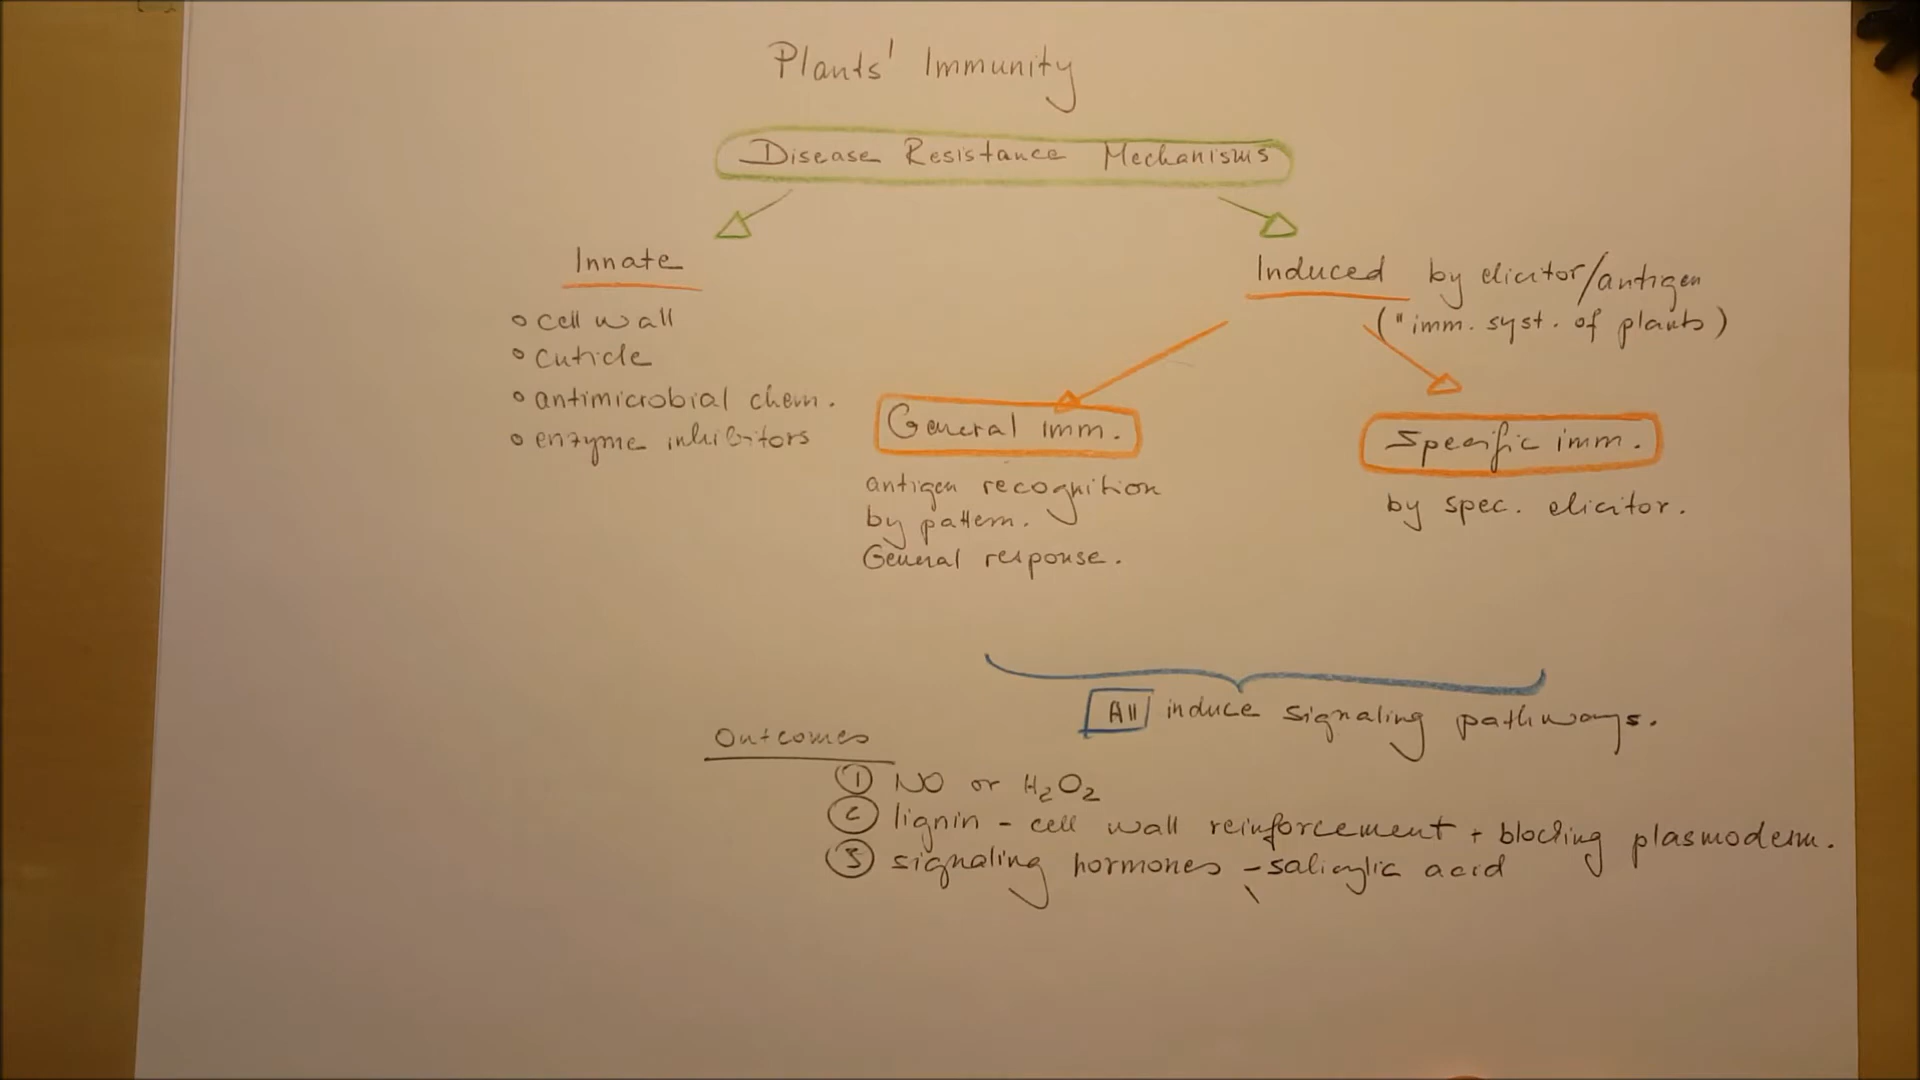 Plants' Immunity
Disease Resistance Mechanisms
Innate
cell wall
cuticle
antimicrobial chem.
enzyme inhibitors
Induced by elicitor/antigen
("imm. syst. of plants)
General imm.
antigen recognition
by pattern.
General response.
Specific imm.
by spec. elicitor.
All induce signaling pathways.
Outcomes
① NO or H₂O₂
② lignin - cell wall reinforcement + blocking plasmodesm.
③ signaling hormones - salicylic acid